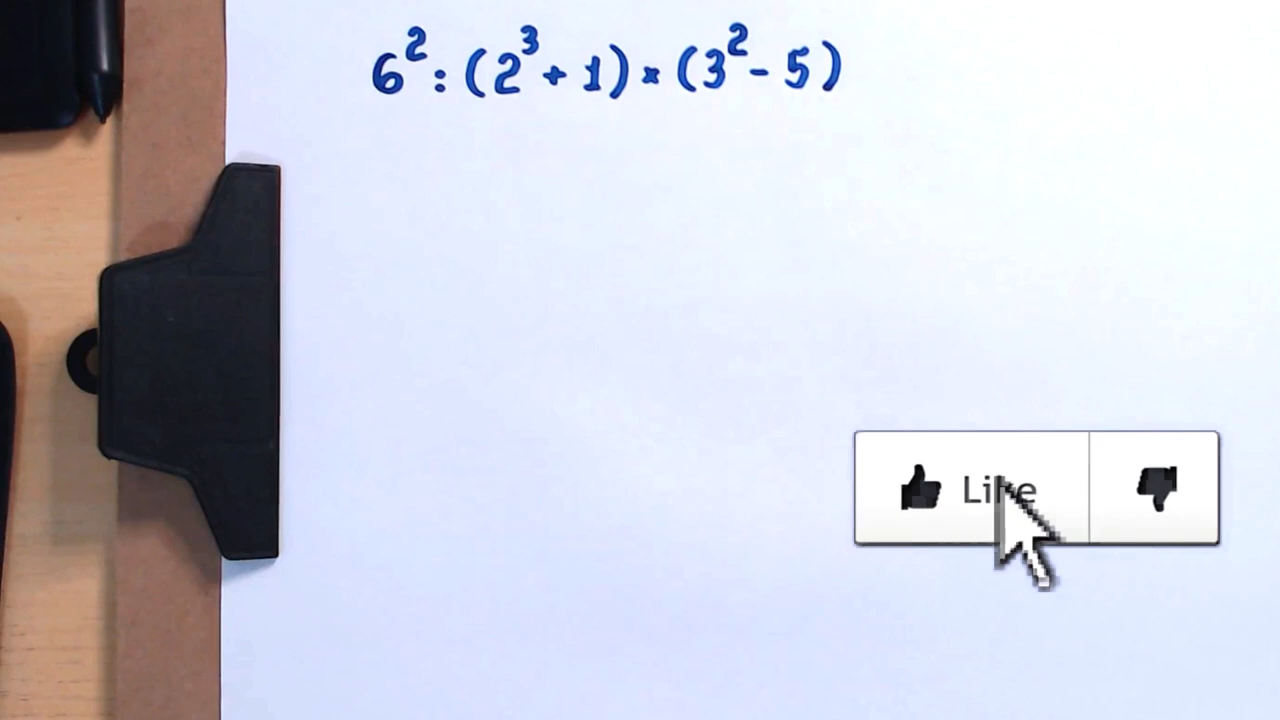 6² : (2³ + 1) × (3² - 5)
Like